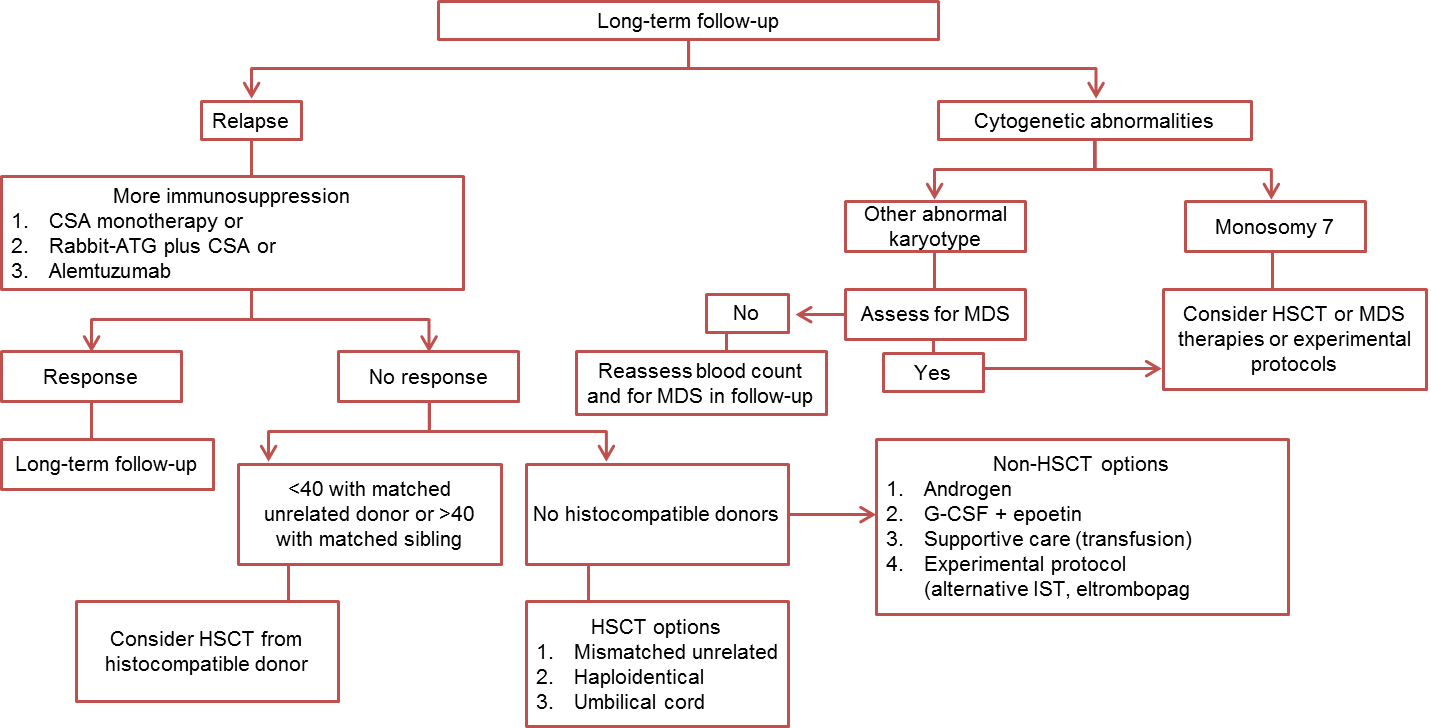 Long-term follow-up
Relapse
Cytogenetic abnormalities
More immunosuppression
1. CSA monotherapy or
2. Rabbit-ATG plus CSA or
3. Alemtuzumab
Other abnormal
karyotype
Monosomy 7
No
Assess for MDS
Consider HSCT or MDS
therapies or experimental
protocols
Yes
Reassess blood count
and for MDS in follow-up
Response
No response
Long-term follow-up
<40 with matched
unrelated donor or >40
with matched sibling
No histocompatible donors
Non-HSCT options
1. Androgen
2. G-CSF + epoetin
3. Supportive care (transfusion)
4. Experimental protocol
(alternative IST, eltrombopag
Consider HSCT from
histocompatible donor
HSCT options
1. Mismatched unrelated
2. Haploidentical
3. Umbilical cord